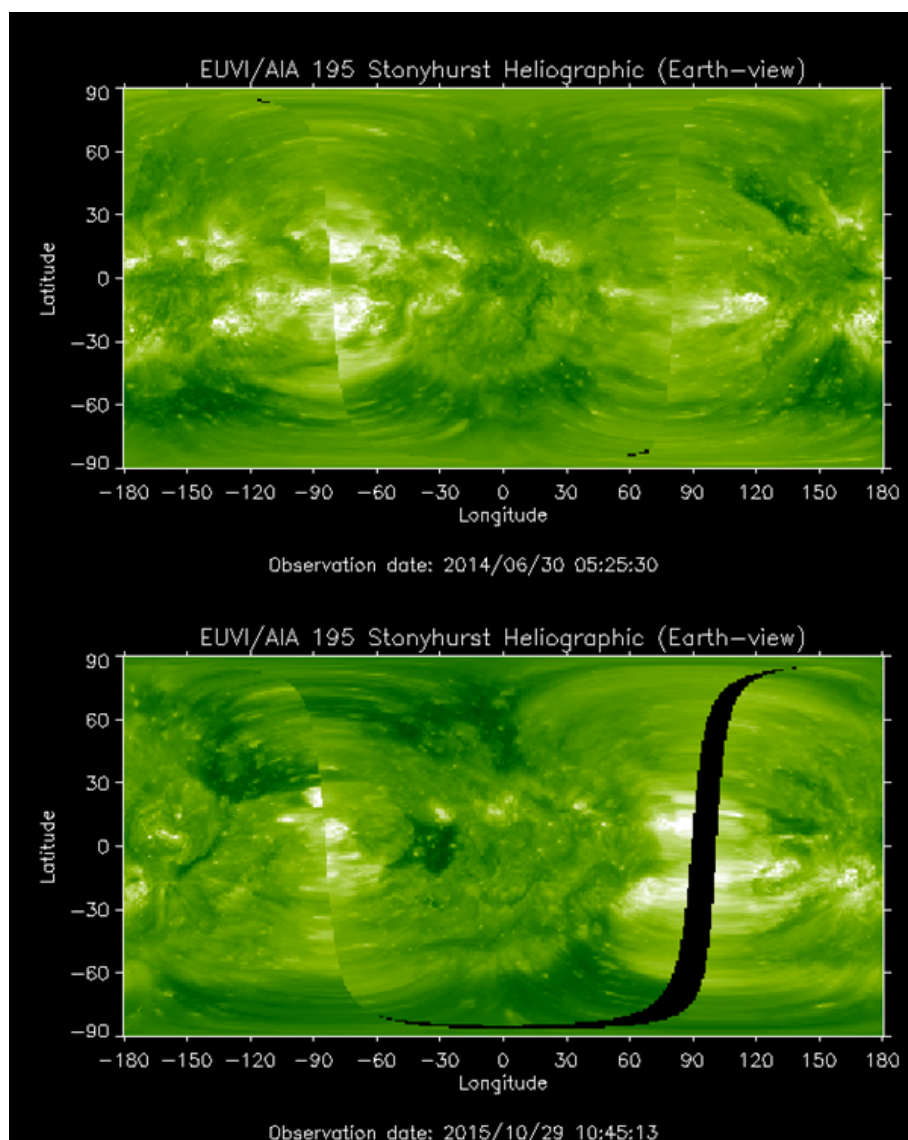 EUVI/AIA 195 Stonyhurst Heliographic (Earth-view)
90
60
30
0
-30
-60
-90
Latitude
-180 -150 -120 -90 -60 -30 0 30 60 90 120 150 180
Longitude
Observation date: 2014/06/30 05:25:30
EUVI/AIA 195 Stonyhurst Heliographic (Earth-view)
90
60
30
0
-30
-60
-90
Latitude
-180 -150 -120 -90 -60 -30 0 30 60 90 120 150 180
Longitude
Observation date: 2015/10/29 10:45:13